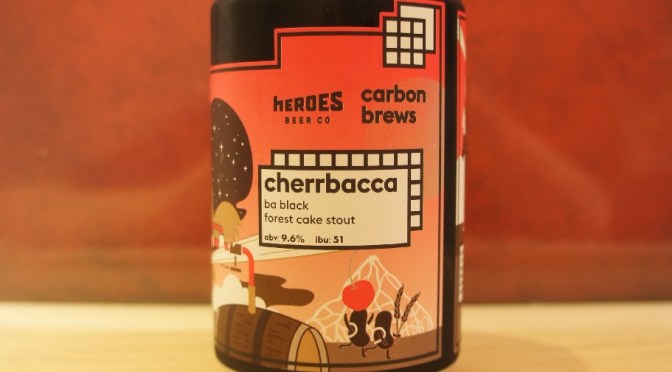 heROES
BEER CO
carbon
brews
cherrbacca
ba black
forest cake stout
abv: 9.6% ibu: 51